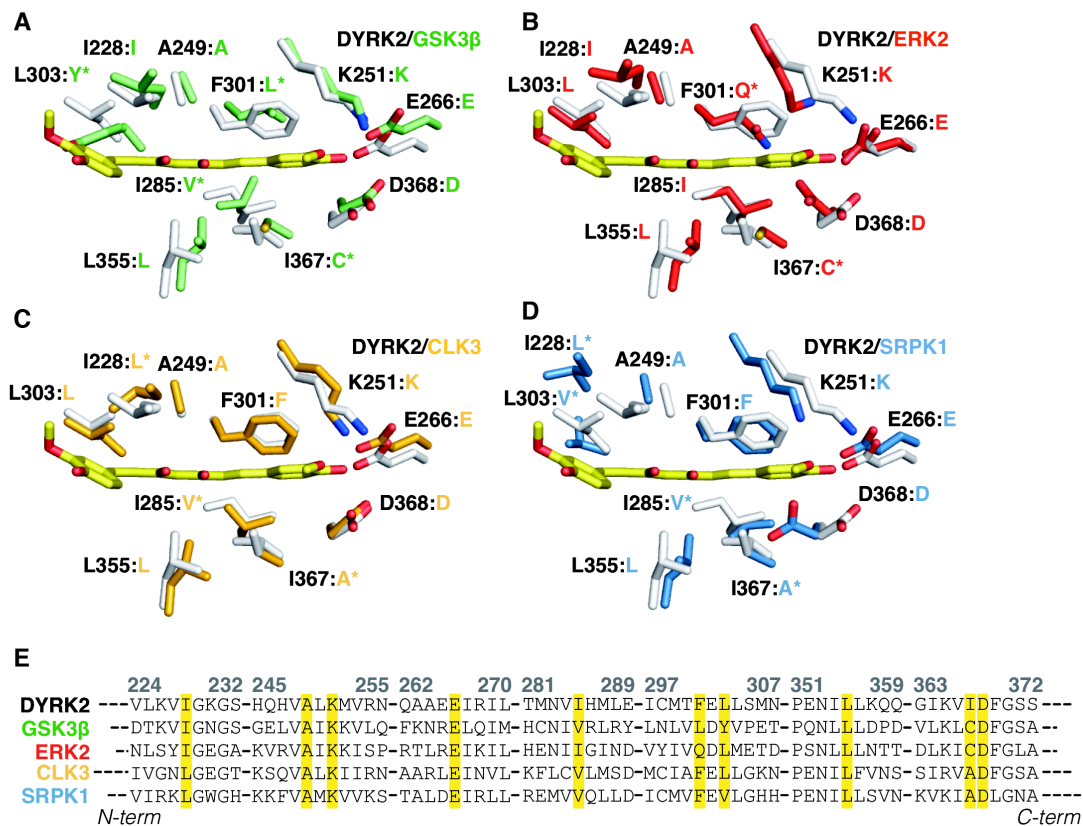 A
DYRK2/GSK3β
I228:I
A249:A
L303:Y*
F301:L*
K251:K
E266:E
I285:V*
D368:D
L355:L
I367:C*
B
DYRK2/ERK2
I228:I
A249:A
L303:L
F301:Q*
K251:K
E266:E
I285:I
D368:D
L355:L
I367:C*
C
DYRK2/CLK3
I228:L*
A249:A
L303:L
F301:F
K251:K
E266:E
I285:V*
D368:D
L355:L
I367:A*
D
DYRK2/SRPK1
I228:L*
A249:A
L303:V*
F301:F
K251:K
E266:E
I285:V*
D368:D
L355:L
I367:A*
E
224 232 245 255 262 270 281 289 297 307 351 359 363 372
DYRK2 --VLKVIGKGS-HQHVALKMVRN-QAAEEIRIL-TMNVIHMLE-ICMTFELLSMN-PENILLKQQ-GIKVIDFGSS---
GSK3β --DTKVIGNGS-GELVAIKKVLQ-FKNRELQIM-HCNIVRLRY-LNLVLDYVPET-PQNLLLDPD-VLKLCDFGSA--
ERK2 -NLSYIGEGA-KVRVAIKKISP-RTLREIKIL-HENIIGIND-VYIVQDLMETD-PSNLLLNTT-DLKICDFGLA--
CLK3 ----IVGNLGEGT-KSQVALKIIRN-AARLEINVL-KFLCVLMSD-MCIAFELLGKN-PENILFVNS-SIRVADFGSA---
SRPK1 --VIRKLGWGH-KKFVAMKVVKS-TALDEIRLL-REMVVQLLD-ICMVFEVLGHH-PENILLSVN-KVKIADLGNA----
N-term C-term